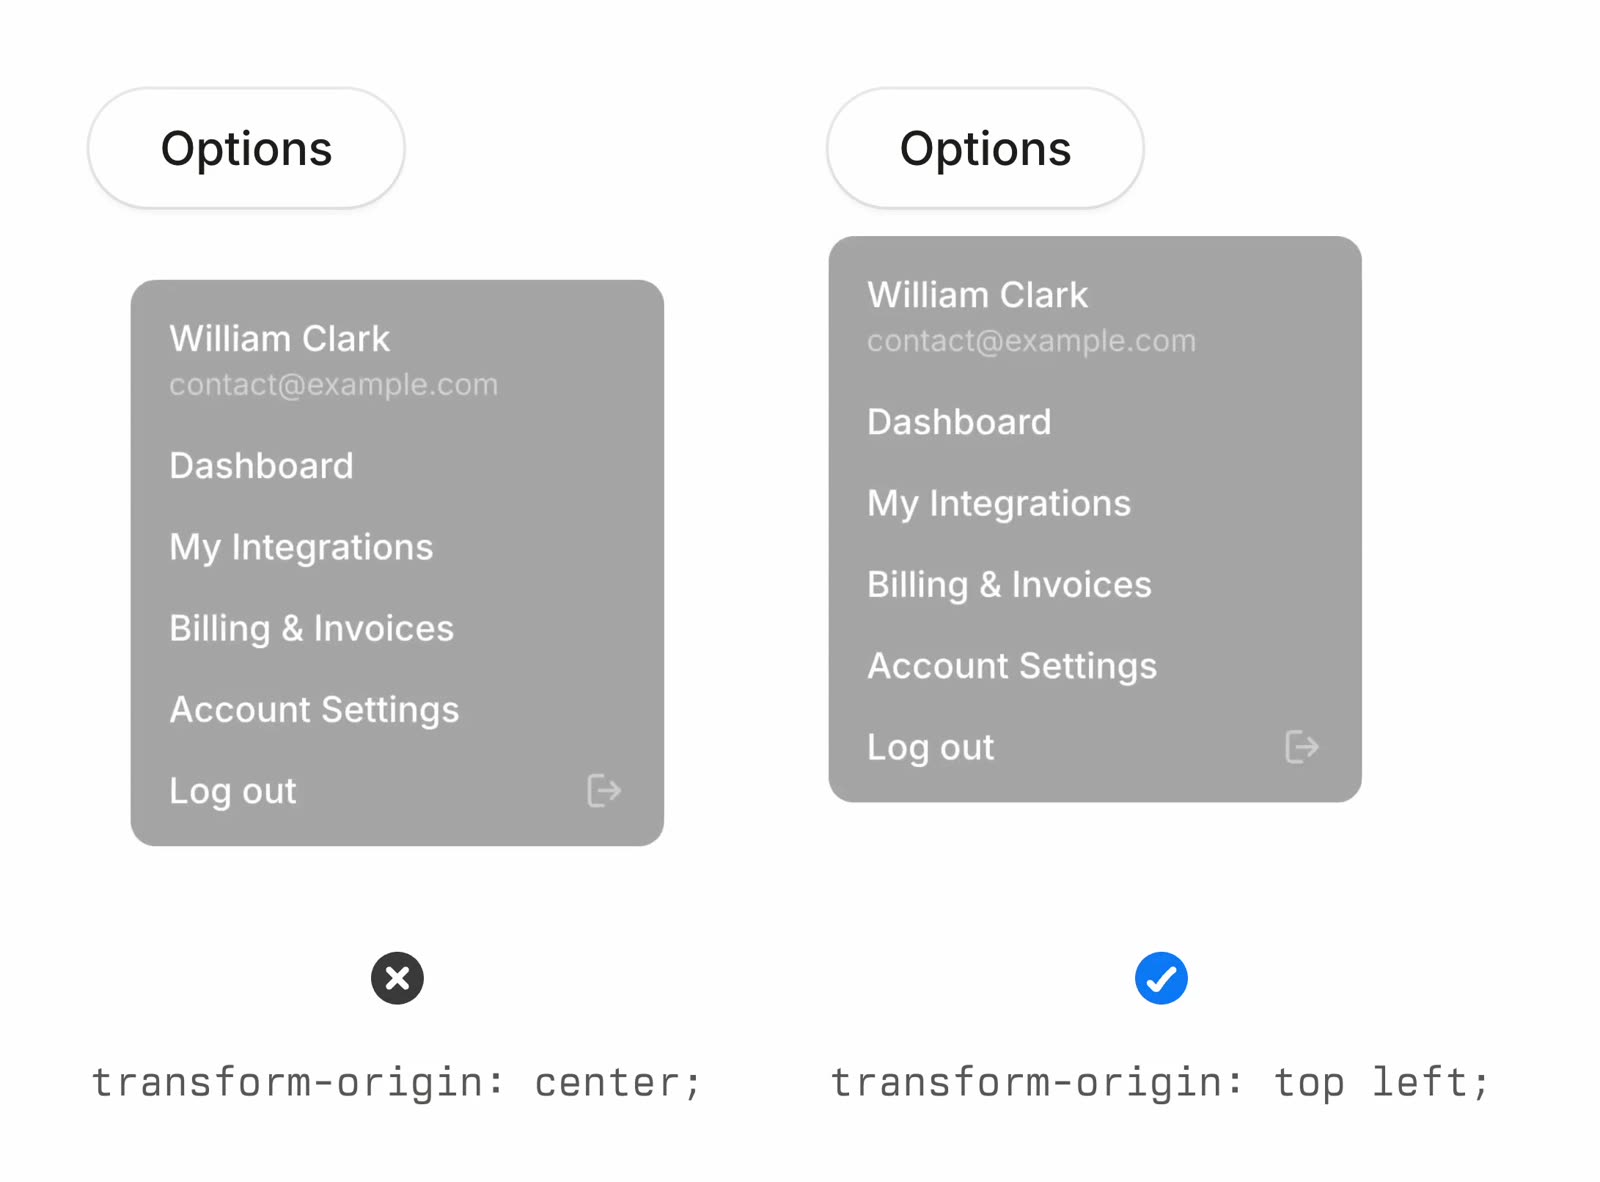 Options
William Clark
contact@example.com
Dashboard
My Integrations
Billing & Invoices
Account Settings
Log out
transform-origin: center;
Options
William Clark
contact@example.com
Dashboard
My Integrations
Billing & Invoices
Account Settings
Log out
transform-origin: top left;